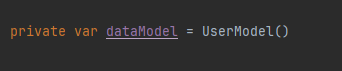 private var dataModel = UserModel()